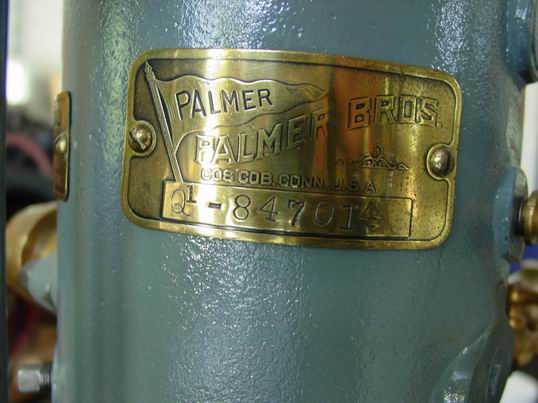 PALMER
PALMER BROS.
COS COB, CONN., U.S.A.
Q1-847014